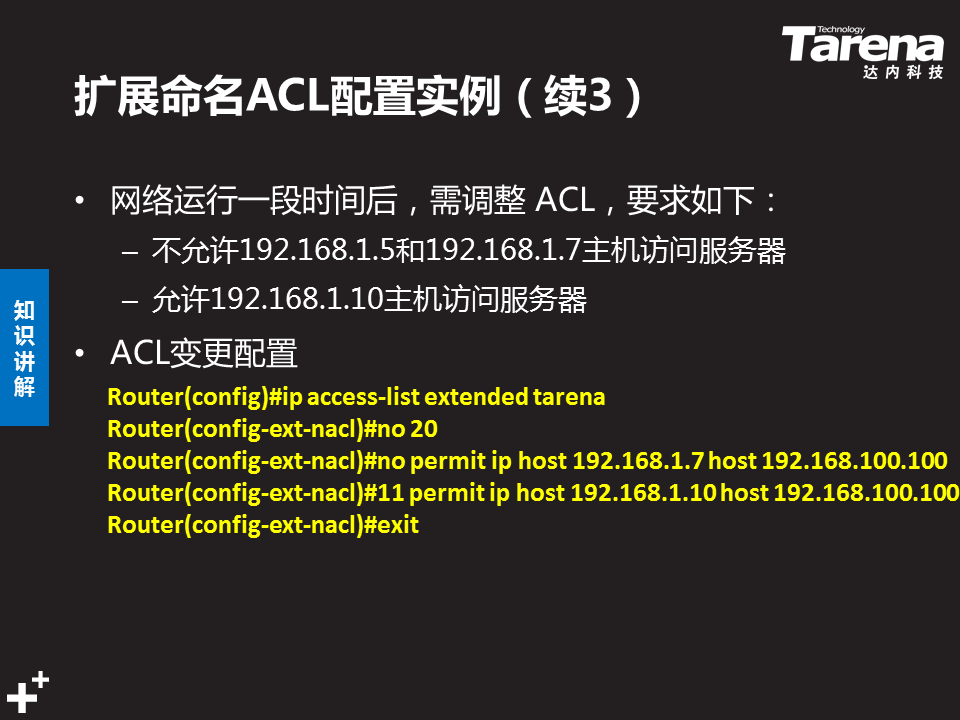 Technology
Tarena
达内科技
扩展命名ACL配置实例（续3）
• 网络运行一段时间后，需调整 ACL，要求如下：
– 不允许192.168.1.5和192.168.1.7主机访问服务器
– 允许192.168.1.10主机访问服务器
• ACL变更配置
知识讲解
Router(config)#ip access-list extended tarena
Router(config-ext-nacl)#no 20
Router(config-ext-nacl)#no permit ip host 192.168.1.7 host 192.168.100.100
Router(config-ext-nacl)#11 permit ip host 192.168.1.10 host 192.168.100.100
Router(config-ext-nacl)#exit